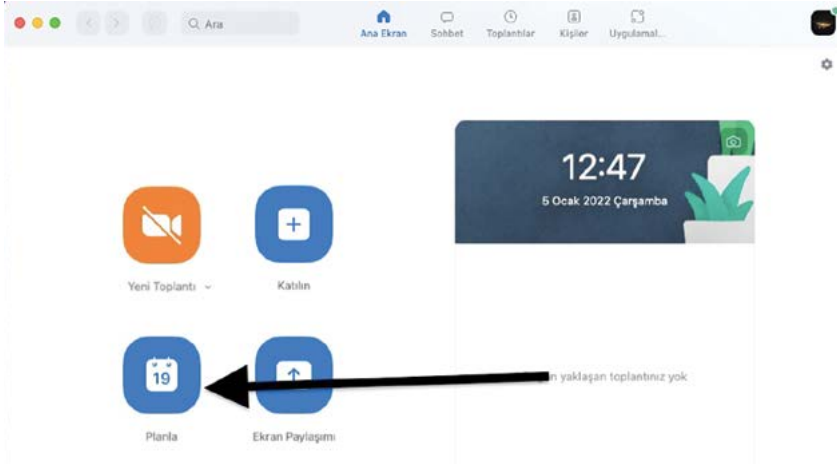 Ara
Ana Ekran
Sohbet
Toplantılar
Kişiler
Uygulamal...
12:47
5 Ocak 2022 Çarşamba
Yeni Toplantı
Katılın
19
yaklaşan toplantınız yok
Planla
Ekran Paylaşımı